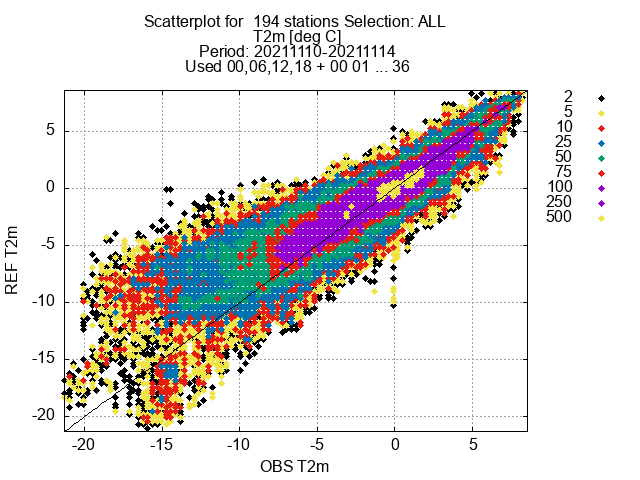 Scatterplot for  194 stations Selection: ALL
T2m [deg C]
Period: 20211110-20211114
Used 00,06,12,18 + 00 01 ... 36
2
5
10
25
50
75
100
250
500
5
0
-5
-10
-15
-20
REF T2m
-20 -15 -10 -5 0 5
OBS T2m